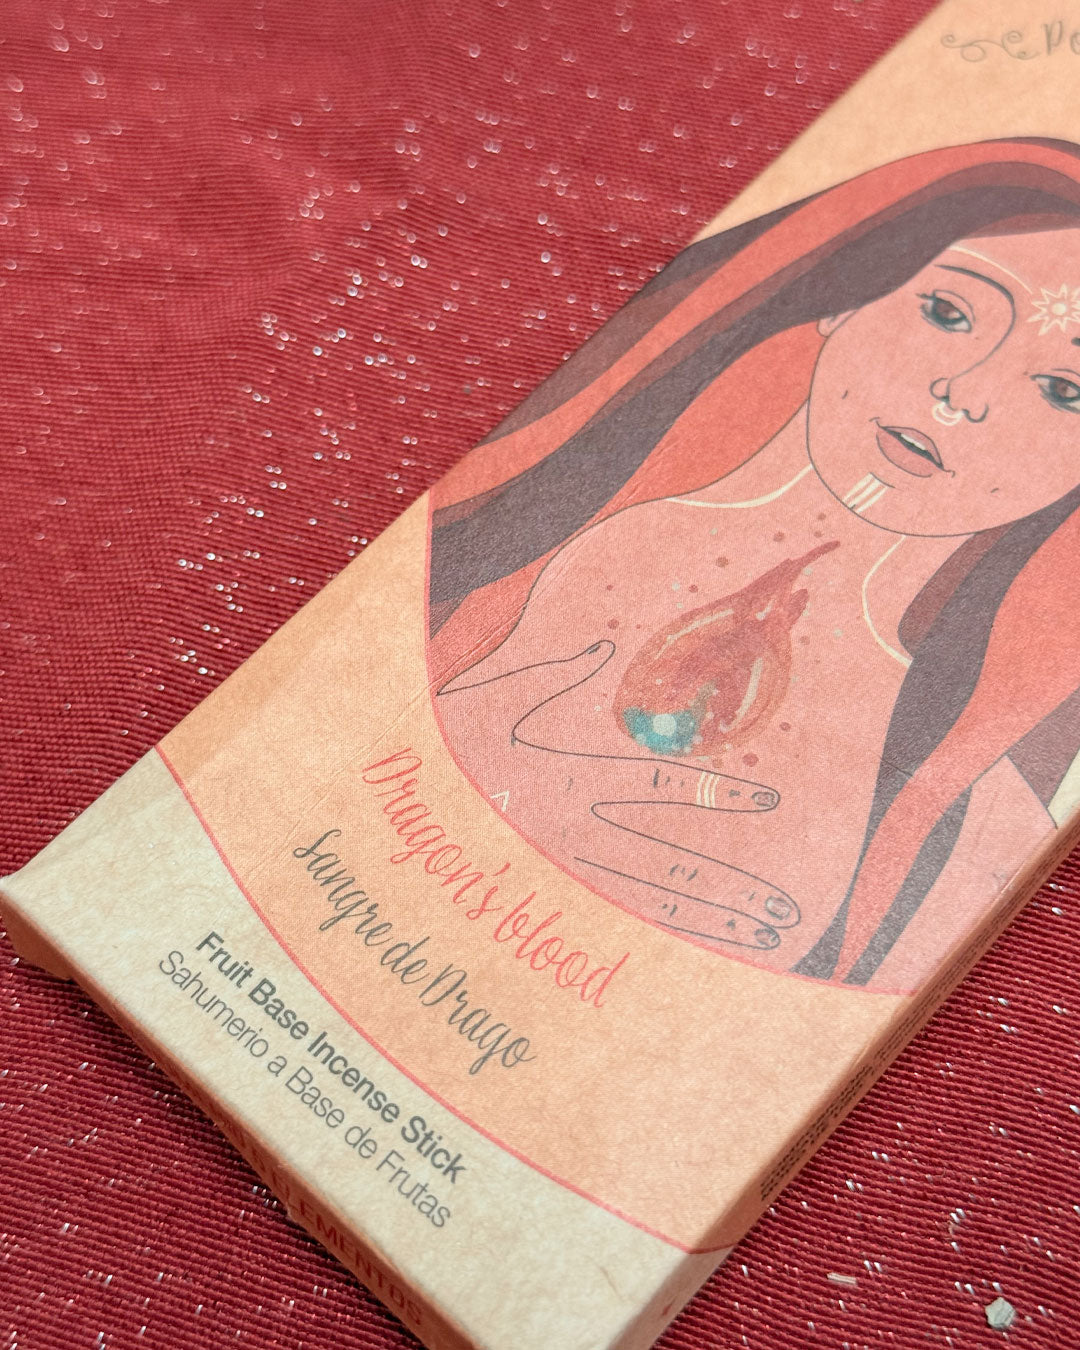 Dragon's blood
Sangre de Drago
Fruit Base Incense Stick
Sahumerio a Base de Frutas